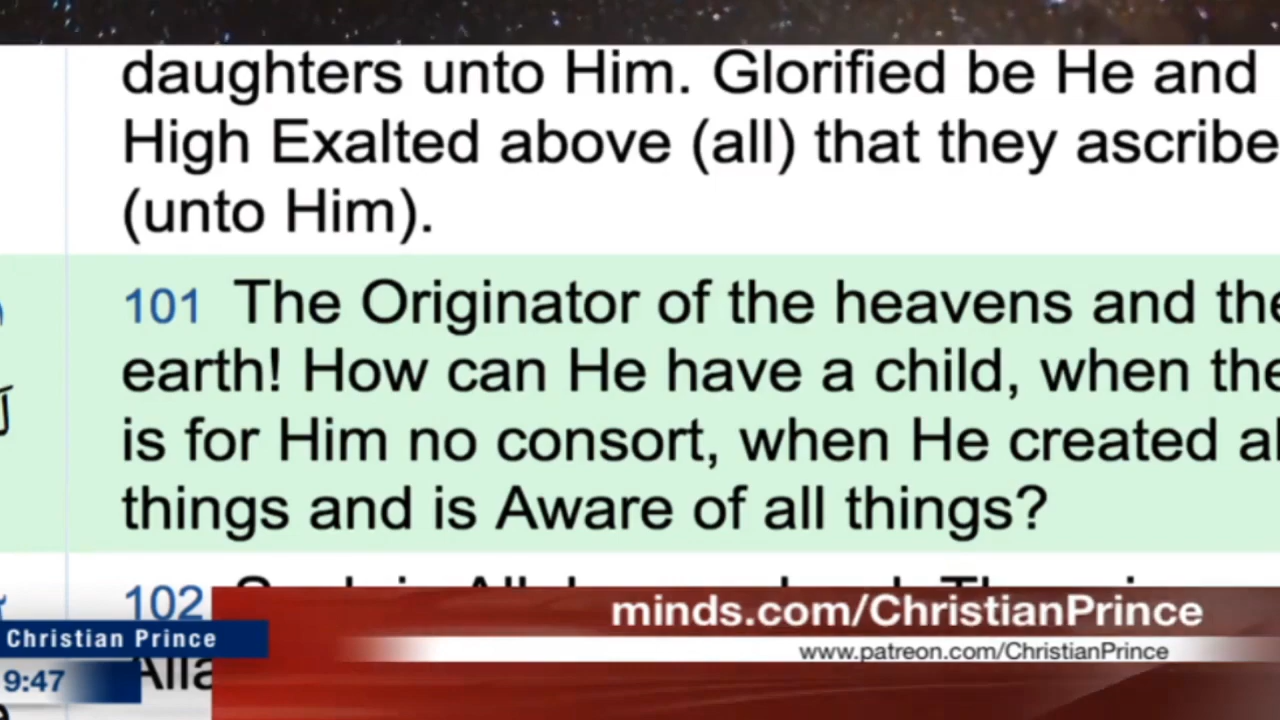 daughters unto Him. Glorified be He and
High Exalted above (all) that they ascribe
(unto Him).
101 The Originator of the heavens and the
earth! How can He have a child, when the
is for Him no consort, when He created al
things and is Aware of all things?
102
minds.com/ChristianPrince
Christian Prince
www.patreon.com/ChristianPrince
9:47